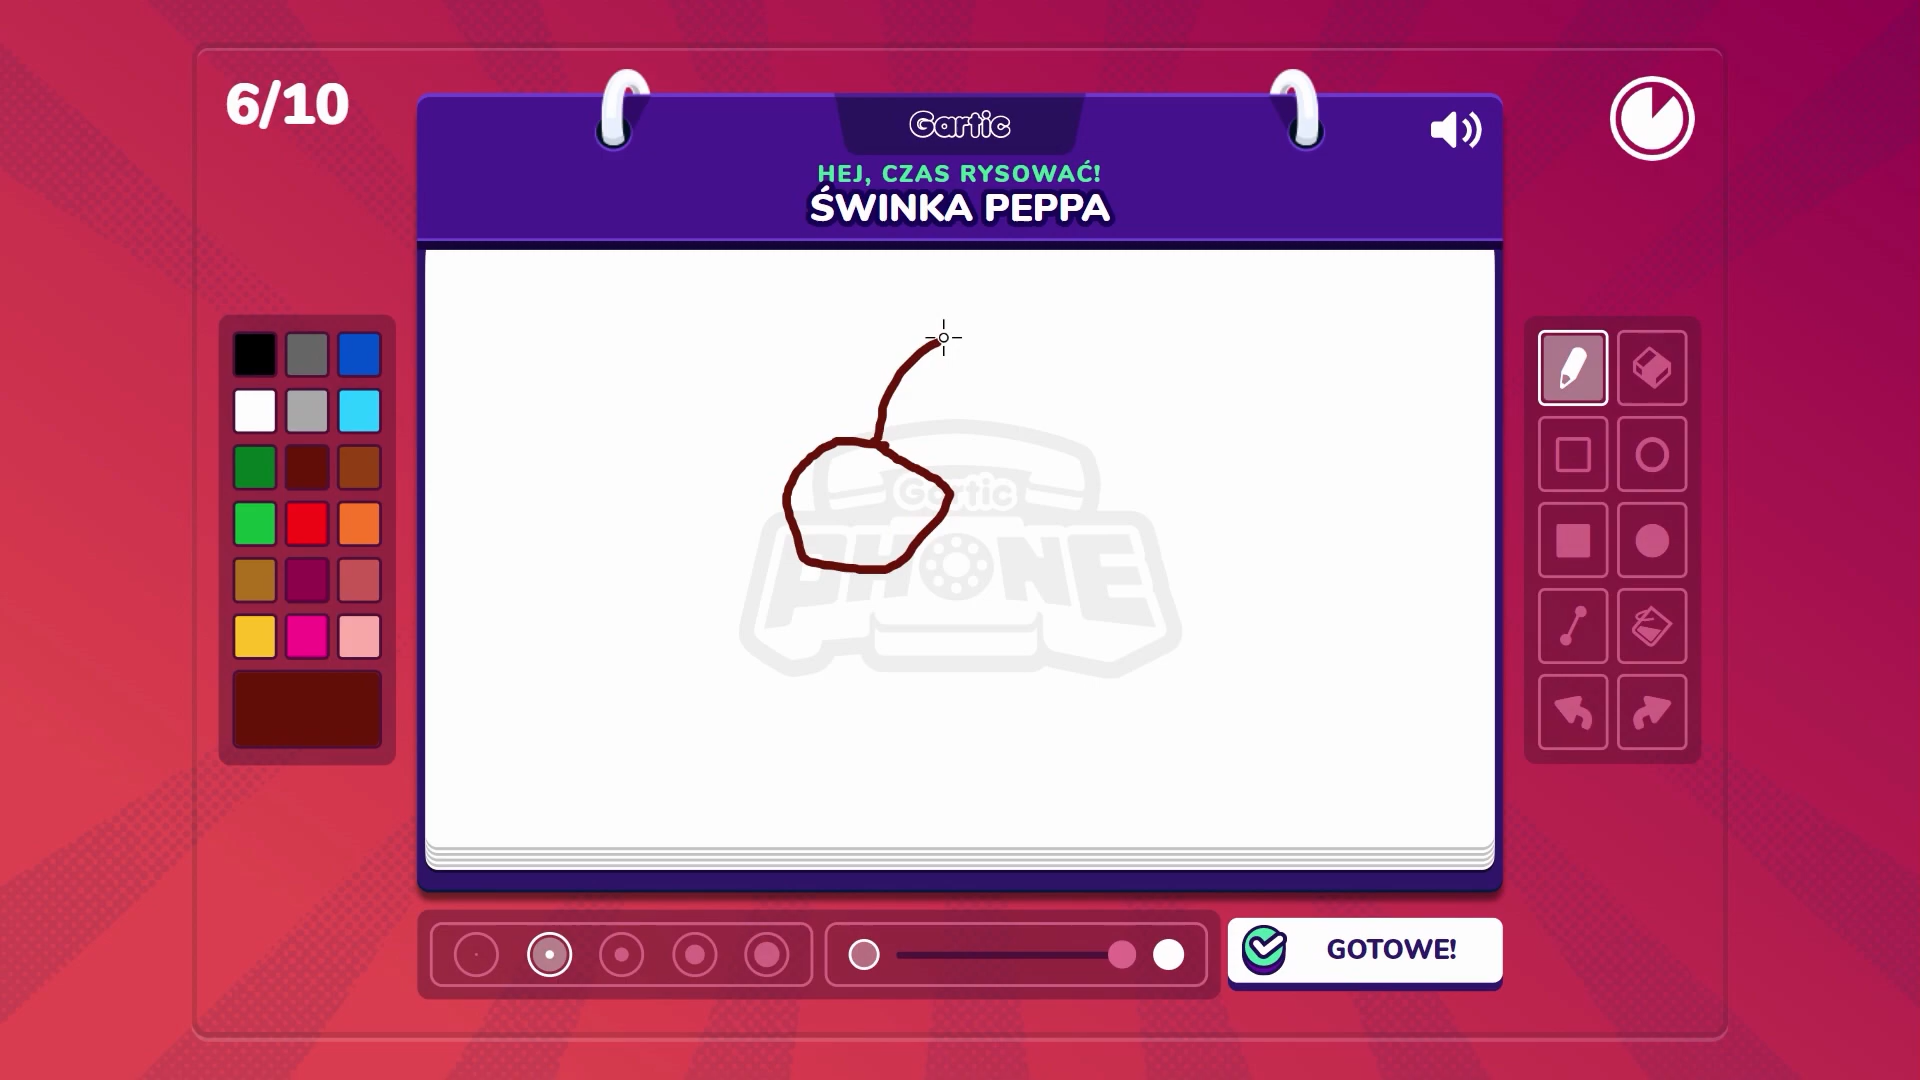 6/10
Gartic
HEJ, CZAS RYSOWAĆ!
ŚWINKA PEPPA
Gartic
PHONE
GOTOWE!